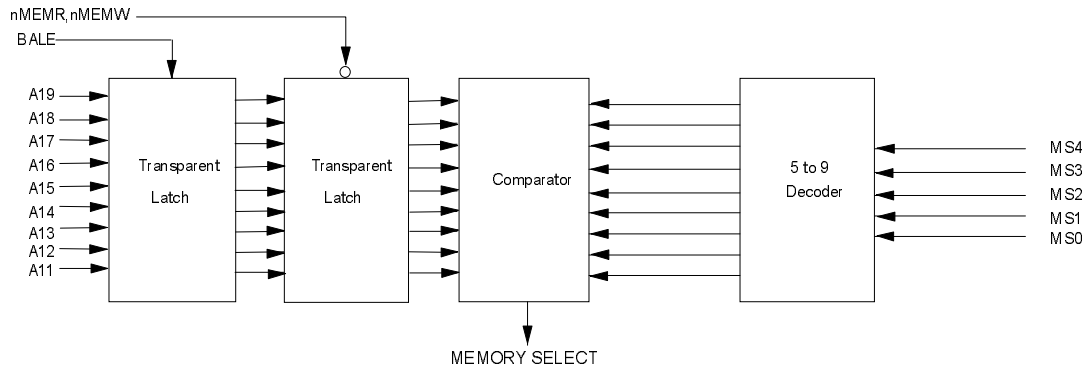 nMEMR,nMEMW
BALE
A19
A18
A17
A16
A15
A14
A13
A12
A11
Transparent
Latch
Transparent
Latch
Comparator
5 to 9
Decoder
MS4
MS3
MS2
MS1
MS0
MEMORY SELECT